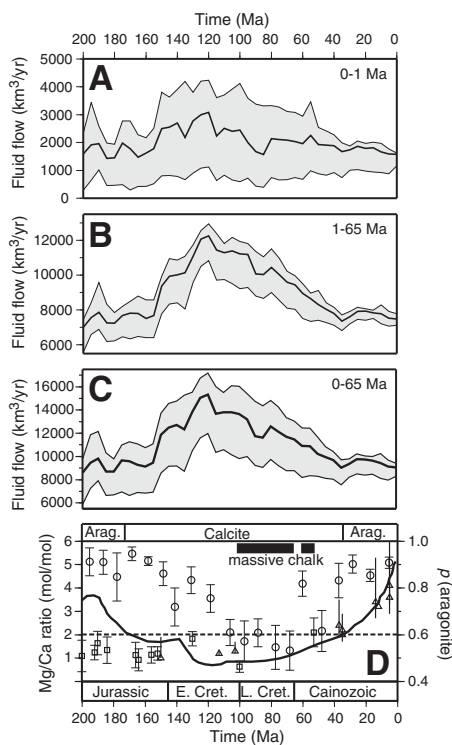 Time (Ma)
200 180 160 140 120 100 80 60 40 20 0
5000
4000
3000
2000
1000
0
Fluid flow (km3/yr)
A
0-1 Ma
12000
10000
8000
6000
Fluid flow (km3/yr)
B
1-65 Ma
16000
14000
12000
10000
8000
6000
Fluid flow (km3/yr)
C
0-65 Ma
Arag. Calcite Arag.
massive chalk
6
5
4
3
2
1
0
Mg/Ca ratio (mol/mol)
1.0
0.8
0.6
0.4
p (aragonite)
D
Jurassic E. Cret. L. Cret. Cainozoic
200 180 160 140 120 100 80 60 40 20 0
Time (Ma)